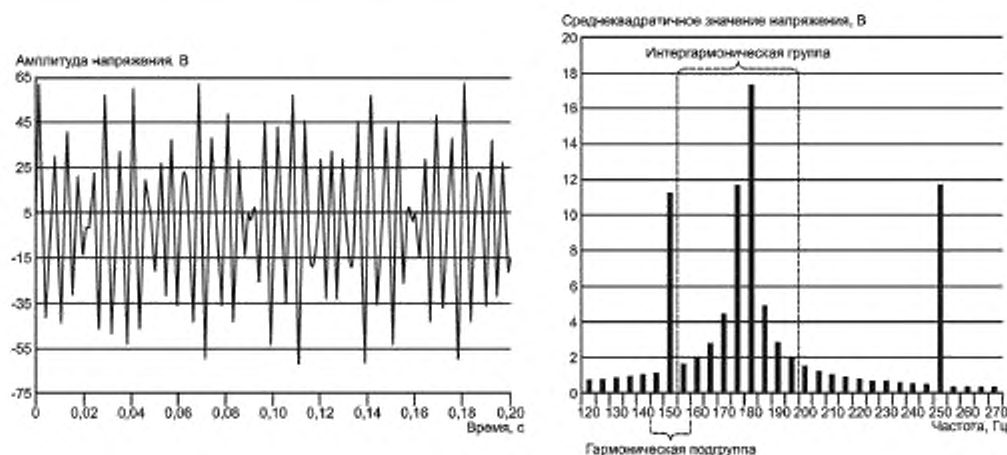 Амплитуда напряжения, В
65
45
25
5
-15
-35
-55
-75
0 0,02 0,04 0,06 0,08 0,10 0,12 0,14 0,16 0,18 0,20
Время, с
Среднеквадратичное значение напряжения, В
20
18
16
14
12
10
8
6
4
2
0
Интергармоническая группа
120 130 140 150 160 170 180 190 200 210 220 230 240 250 260 270
Частота, Гц
Гармоническая подгруппа